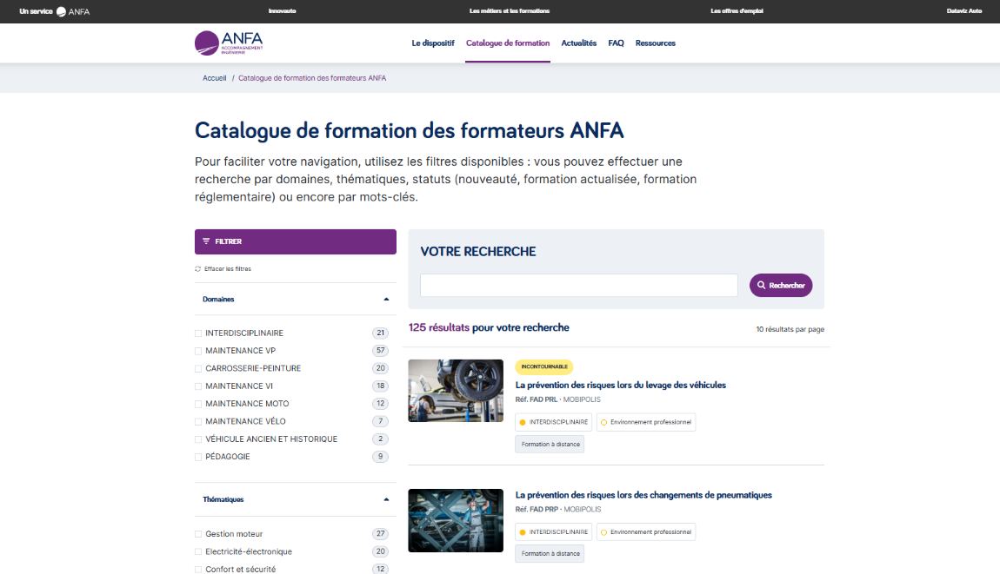 Un service ANFA
Innovauto
Les métiers et les formations
Les offres d'emploi
Dataviz Auto
ANFA
ACCOMPAGNEMENT
INGÉNIERIE
Le dispositif
Catalogue de formation
Actualités
FAQ
Ressources
Accueil / Catalogue de formation des formateurs ANFA
Catalogue de formation des formateurs ANFA
Pour faciliter votre navigation, utilisez les filtres disponibles : vous pouvez effectuer une
recherche par domaines, thématiques, statuts (nouveauté, formation actualisée, formation
réglementaire) ou encore par mots-clés.
FILTRER
Effacer les filtres
Domaines
INTERDISCIPLINAIRE 21
MAINTENANCE VP 57
CARROSSERIE-PEINTURE 20
MAINTENANCE VI 18
MAINTENANCE MOTO 12
MAINTENANCE VÉLO 7
VÉHICULE ANCIEN ET HISTORIQUE 2
PÉDAGOGIE 9
Thématiques
Gestion moteur 27
Electricité-électronique 20
Confort et sécurité 12
VOTRE RECHERCHE
Rechercher
125 résultats pour votre recherche
10 résultats par page
INCONTOURNABLE
La prévention des risques lors du levage des véhicules
Réf. FAD PRL - MOBIPOLIS
INTERDISCIPLINAIRE
Environnement professionnel
Formation à distance
La prévention des risques lors des changements de pneumatiques
Réf. FAD PRP - MOBIPOLIS
INTERDISCIPLINAIRE
Environnement professionnel
Formation à distance